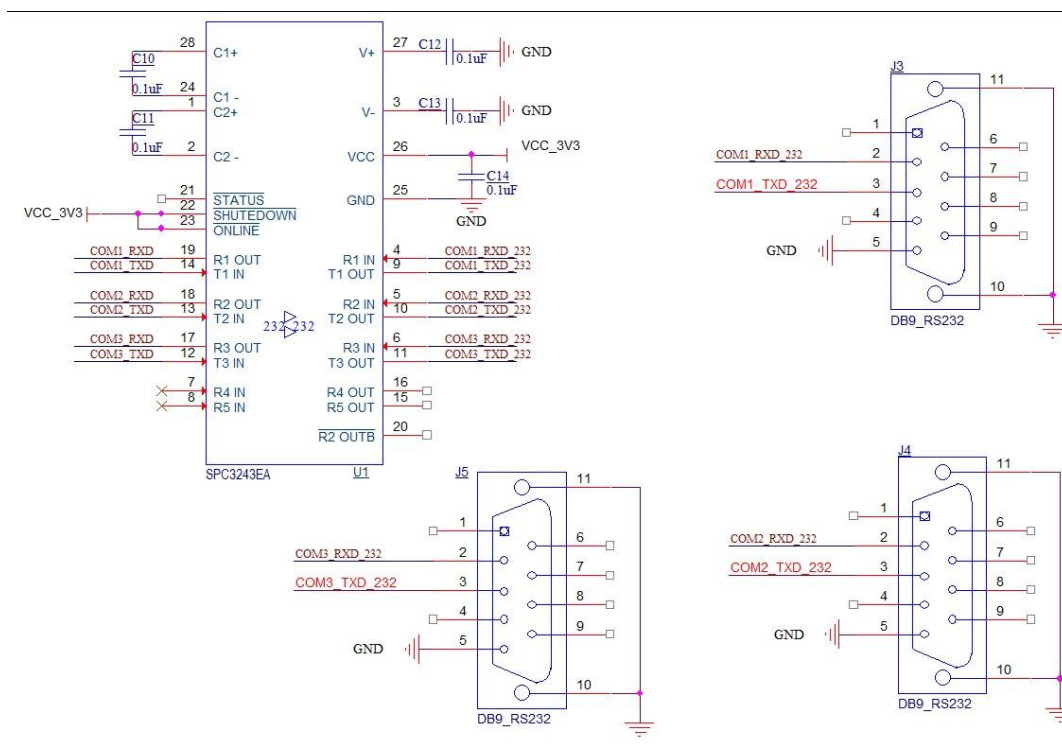 28 C1+ V+ 27 C12 0.1uF GND
C10 0.1uF
24 C1 -
1 C2+ V- 3 C13 0.1uF GND
C11 0.1uF
2 C2 - VCC 26 VCC_3V3
C14 0.1uF
21 STATUS GND 25 GND
VCC_3V3 22 SHUTEDOWN
23 ONLINE
COM1_RXD 19 R1 OUT R1 IN 4 COM1_RXD_232
COM1_TXD 14 T1 IN T1 OUT 9 COM1_TXD_232
COM2_RXD 18 R2 OUT R2 IN 5 COM2_RXD_232
COM2_TXD 13 T2 IN T2 OUT 10 COM2_TXD_232
232 232
COM3_RXD 17 R3 OUT R3 IN 6 COM3_RXD_232
COM3_TXD 12 T3 IN T3 OUT 11 COM3_TXD_232
7 R4 IN R4 OUT 16
8 R5 IN R5 OUT 15
R2 OUTB 20
SPC3243EA U1
J3
11
1
6
COM1_RXD_232 2
7
COM1_TXD_232 3
8
4
9
GND 5
10
DB9_RS232
J5
11
1
6
COM3_RXD_232 2
7
COM3_TXD_232 3
8
4
9
GND 5
10
DB9_RS232
J4
11
1
6
COM2_RXD_232 2
7
COM2_TXD_232 3
8
4
9
GND 5
10
DB9_RS232